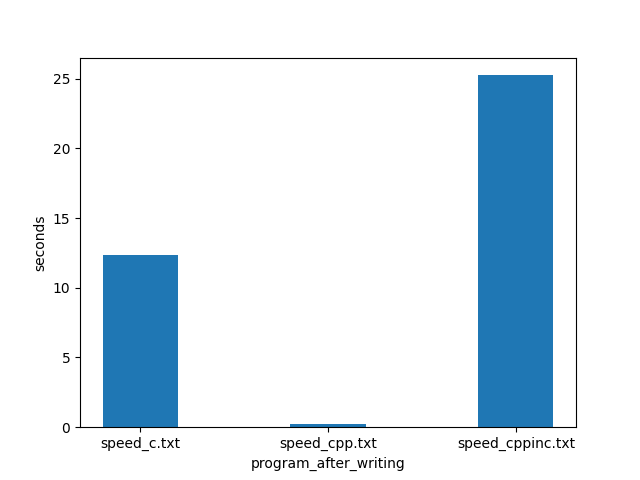 25
20
15
10
5
0
seconds
speed_c.txt speed_cpp.txt speed_cppinc.txt
program_after_writing